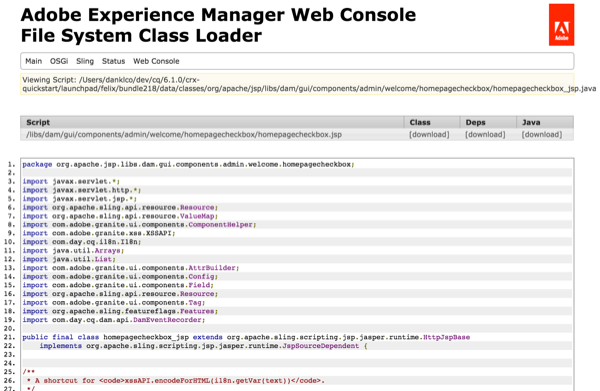 Adobe Experience Manager Web Console
File System Class Loader
Adobe
Main OSGi Sling Status Web Console
Viewing Script: /Users/danklco/dev/cq/6.1.0/crx-
quickstart/launchpad/felix/bundle218/data/classes/org/apache/jsp/libs/dam/gui/components/admin/welcome/homepagecheckbox/homepagecheckbox_jsp.java
Script Class Deps Java
/libs/dam/gui/components/admin/welcome/homepagecheckbox/homepagecheckbox.jsp [download] [download] [download]
1. package org.apache.jsp.libs.dam.gui.components.admin.welcome.homepagecheckbox;
2.
3. import javax.servlet.*;
4. import javax.servlet.http.*;
5. import javax.servlet.jsp.*;
6. import org.apache.sling.api.resource.Resource;
7. import org.apache.sling.api.resource.ValueMap;
8. import com.adobe.granite.ui.components.ComponentHelper;
9. import com.adobe.granite.xss.XSSAPI;
10. import com.day.cq.i18n.I18n;
11. import java.util.Arrays;
12. import java.util.List;
13. import com.adobe.granite.ui.components.AttrBuilder;
14. import com.adobe.granite.ui.components.Config;
15. import com.adobe.granite.ui.components.Field;
16. import org.apache.sling.api.resource.Resource;
17. import com.adobe.granite.ui.components.Tag;
18. import org.apache.sling.featureflags.Features;
19. import com.day.cq.dam.api.DamEventRecorder;
20.
21. public final class homepagecheckbox_jsp extends org.apache.sling.scripting.jsp.jasper.runtime.HttpJspBase
22. implements org.apache.sling.scripting.jsp.jasper.runtime.JspSourceDependent {
23.
24.
25. /**
26. * A shortcut for <code>xssAPI.encodeForHTML(i18n.getVar(text))</code>.
27. */